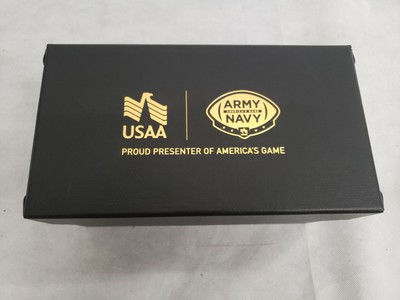 USAA
ARMY
AMERICA'S GAME
NAVY
PROUD PRESENTER OF AMERICA'S GAME